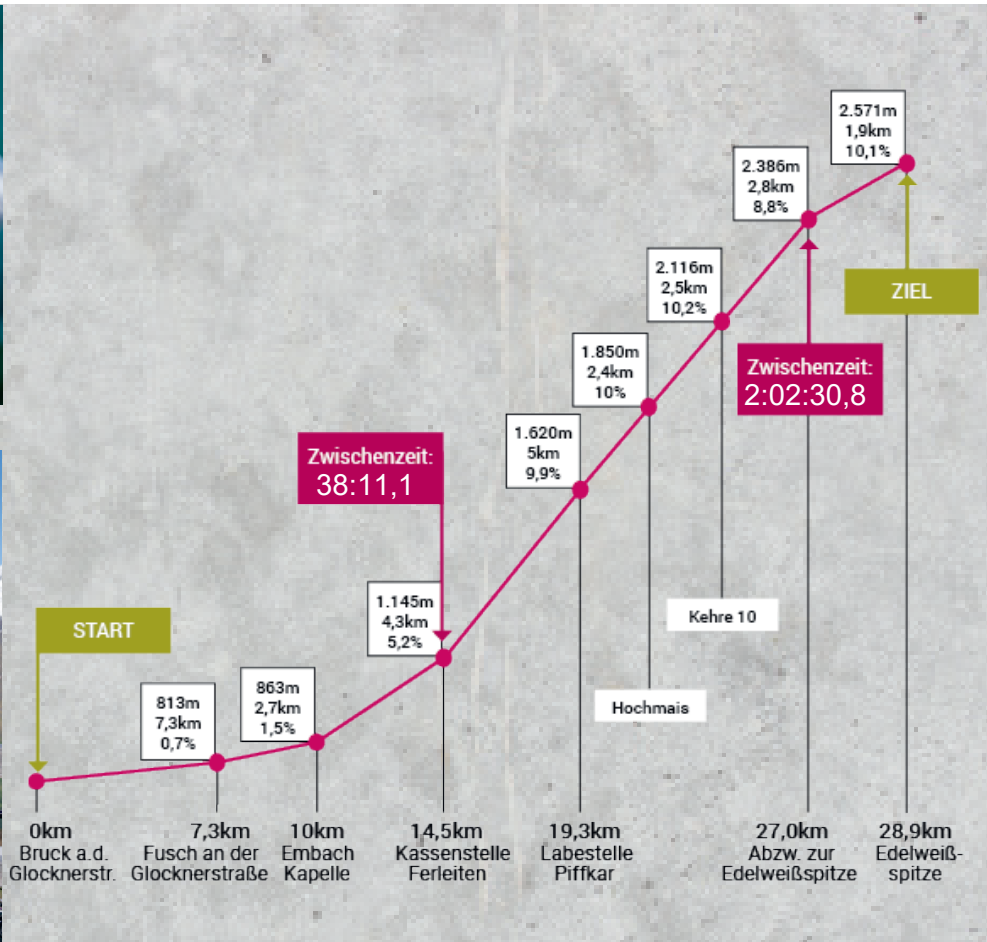 2.571m
1,9km
10,1%
2.386m
2,8km
8,8%
2.116m
2,5km
10,2%
ZIEL
1.850m
2,4km
10%
Zwischenzeit:
2:02:30,8
1.620m
5km
9,9%
Zwischenzeit:
38:11,1
1.145m
4,3km
5,2%
START
Kehre 10
863m
2,7km
1,5%
813m
7,3km
0,7%
Hochmais
0km
Bruck a.d.
Glocknerstr.
7,3km
Fusch an der
Glocknerstraße
10km
Embach
Kapelle
14,5km
Kassenstelle
Ferleiten
19,3km
Labestelle
Piffkar
27,0km
Abzw. zur
Edelweißspitze
28,9km
Edelweiß-
spitze